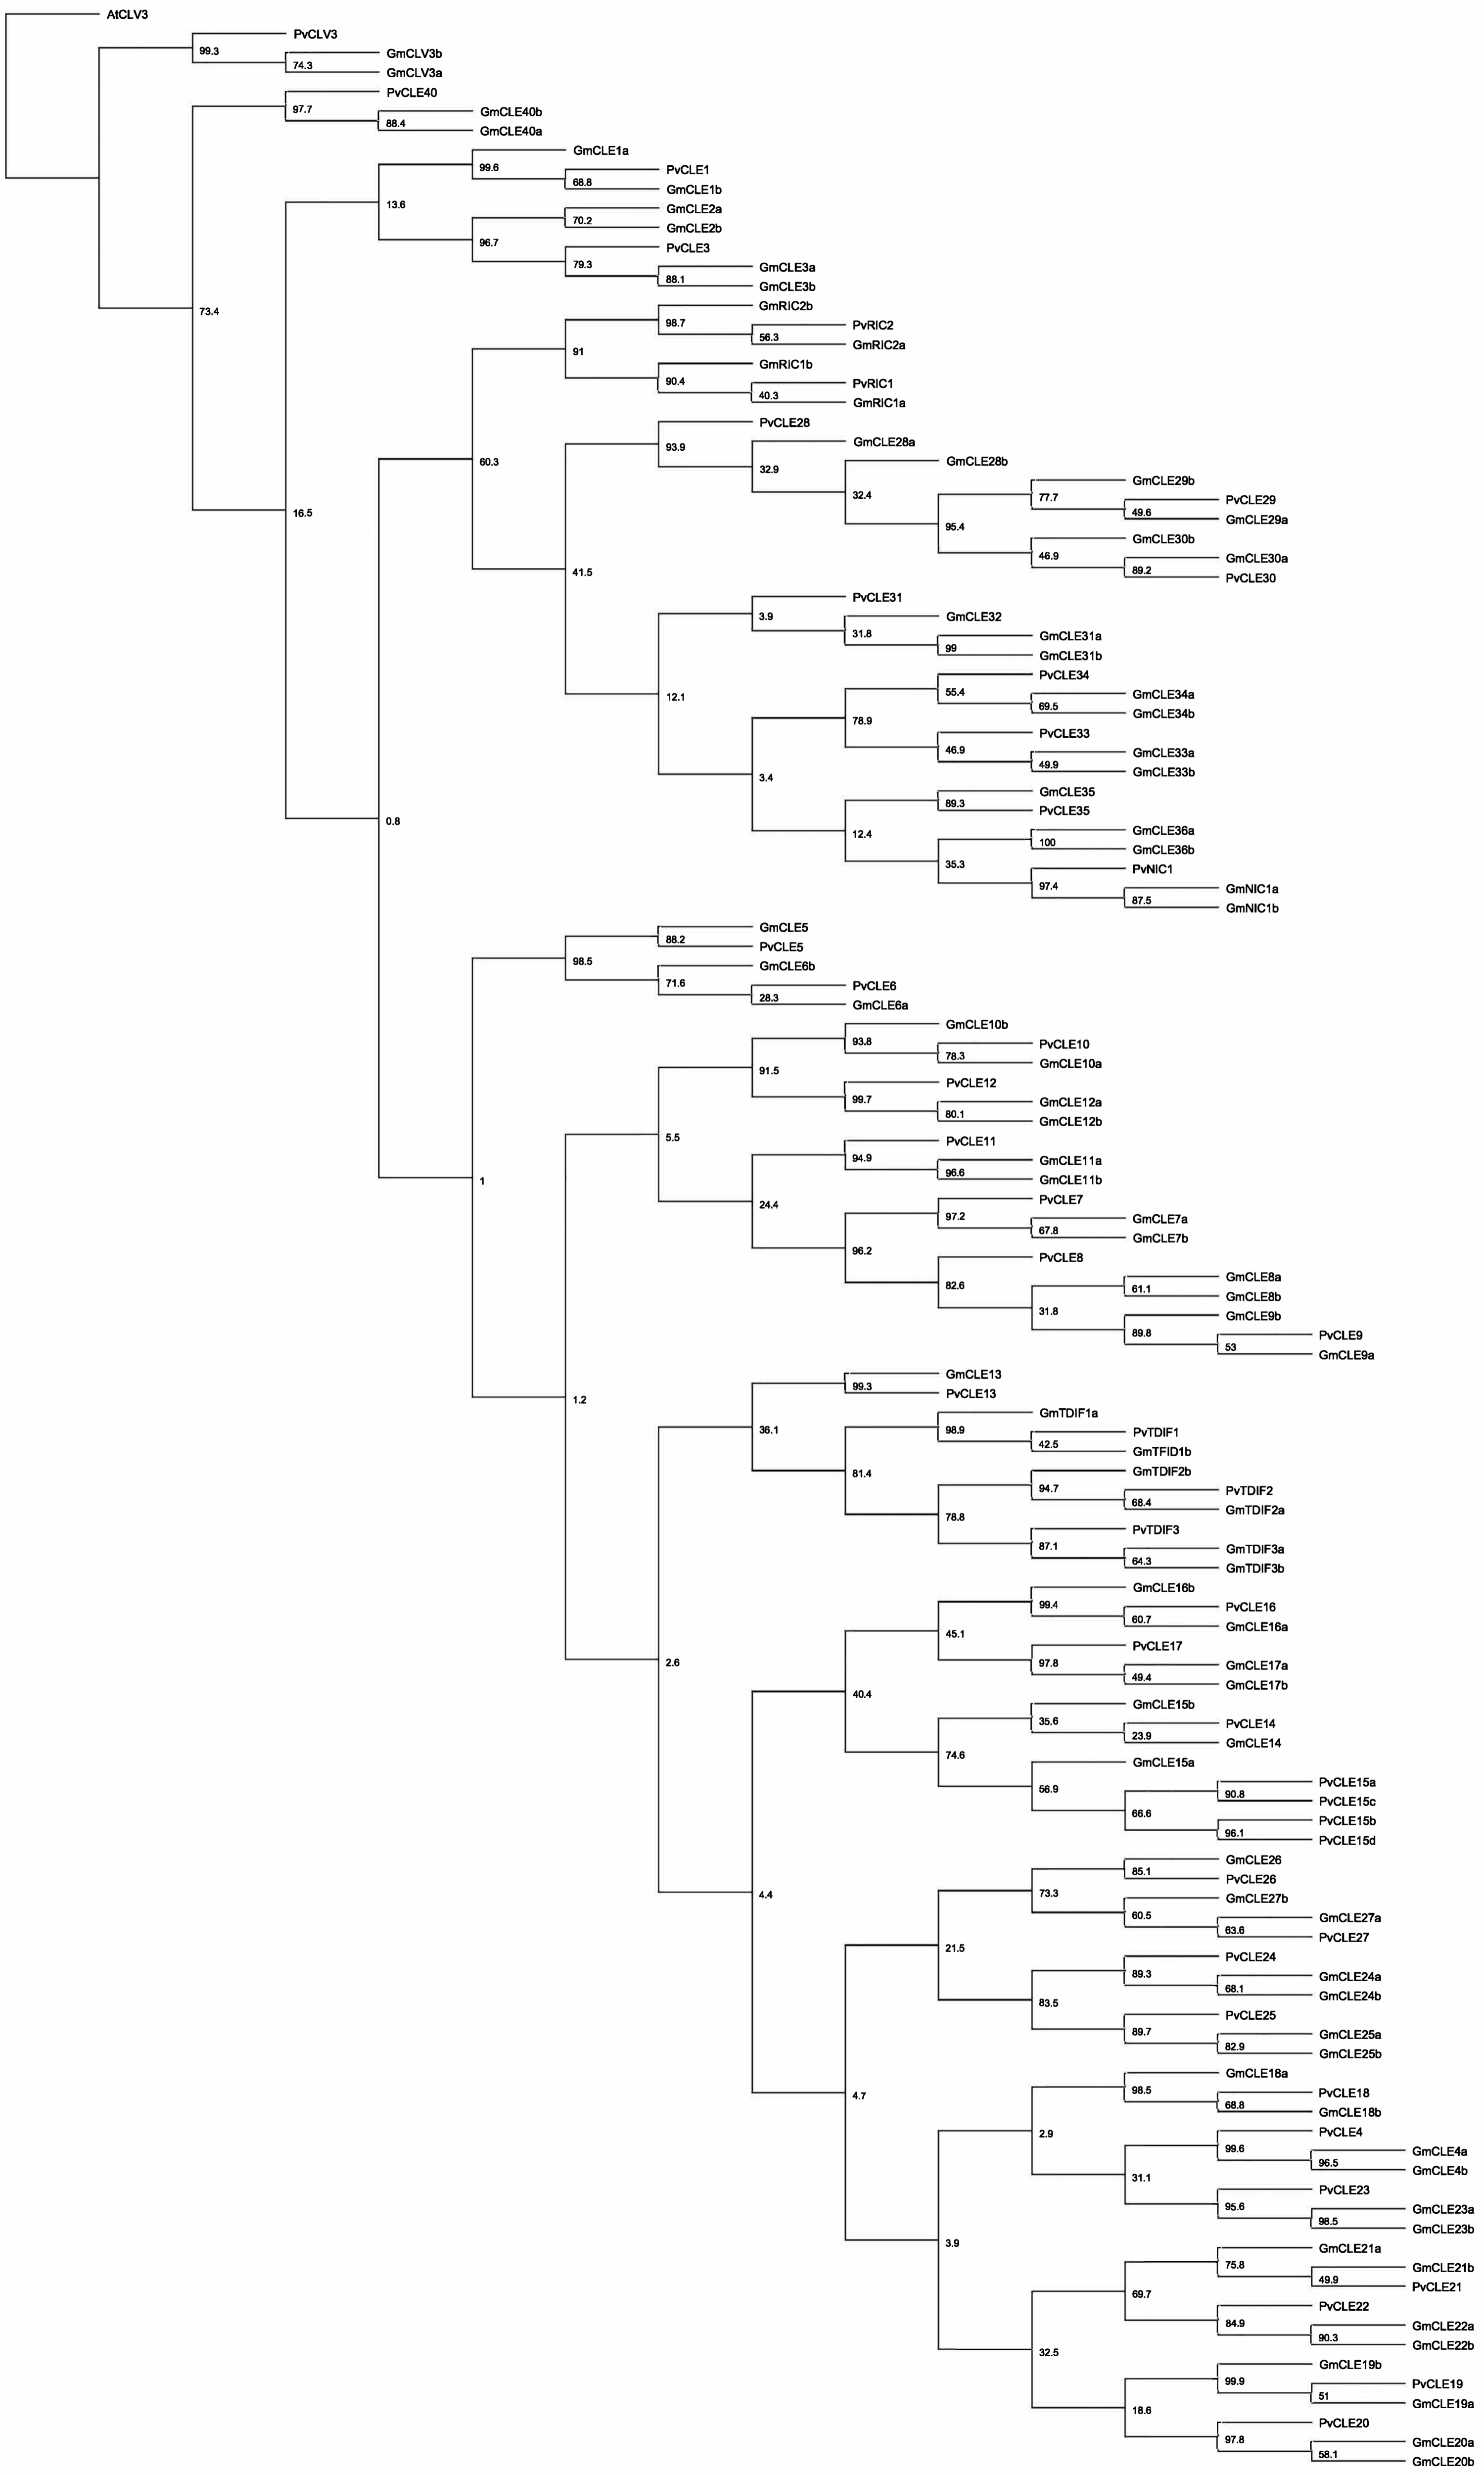 AtCLV3
PvCLV3
99.3
GmCLV3b
74.3
GmCLV3a
PvCLE40
97.7
GmCLE40b
88.4
GmCLE40a
GmCLE1a
99.6
PvCLE1
68.8
GmCLE1b
13.6
GmCLE2a
70.2
GmCLE2b
96.7
PvCLE3
79.3
GmCLE3a
88.1
GmCLE3b
73.4
GmRIC2b
98.7
PvRIC2
56.3
GmRIC2a
91
GmRIC1b
90.4
PvRIC1
40.3
GmRIC1a
60.3
PvCLE28
93.9
GmCLE28a
32.9
GmCLE28b
32.4
GmCLE29b
77.7
PvCLE29
49.6
GmCLE29a
16.5
95.4
GmCLE30b
46.9
GmCLE30a
89.2
PvCLE30
41.5
PvCLE31
3.9
GmCLE32
31.8
GmCLE31a
99
GmCLE31b
12.1
PvCLE34
55.4
GmCLE34a
69.5
GmCLE34b
78.9
PvCLE33
46.9
GmCLE33a
49.9
GmCLE33b
3.4
GmCLE35
89.3
PvCLE35
0.8
12.4
GmCLE36a
100
GmCLE36b
35.3
PvNIC1
97.4
GmNIC1a
87.5
GmNIC1b
GmCLE5
88.2
PvCLE5
98.5
GmCLE6b
71.6
PvCLE6
28.3
GmCLE6a
GmCLE10b
93.8
PvCLE10
78.3
GmCLE10a
91.5
PvCLE12
99.7
GmCLE12a
80.1
GmCLE12b
5.5
PvCLE11
94.9
GmCLE11a
96.6
GmCLE11b
1
24.4
PvCLE7
97.2
GmCLE7a
67.8
GmCLE7b
96.2
PvCLE8
82.6
GmCLE8a
61.1
GmCLE8b
31.8
GmCLE9b
89.8
PvCLE9
53
GmCLE9a
1.2
GmCLE13
99.3
PvCLE13
36.1
GmTDIF1a
98.9
PvTDIF1
42.5
GmTFID1b
81.4
GmTDIF2b
94.7
PvTDIF2
68.4
GmTDIF2a
78.8
PvTDIF3
87.1
GmTDIF3a
64.3
GmTDIF3b
2.6
GmCLE16b
99.4
PvCLE16
60.7
GmCLE16a
45.1
PvCLE17
97.8
GmCLE17a
49.4
GmCLE17b
40.4
GmCLE15b
35.6
PvCLE14
23.9
GmCLE14
74.6
GmCLE15a
56.9
PvCLE15a
90.8
PvCLE15c
66.6
PvCLE15b
96.1
PvCLE15d
4.4
GmCLE26
85.1
PvCLE26
73.3
GmCLE27b
60.5
GmCLE27a
63.6
PvCLE27
21.5
PvCLE24
89.3
GmCLE24a
68.1
GmCLE24b
83.5
PvCLE25
89.7
GmCLE25a
82.9
GmCLE25b
4.7
GmCLE18a
98.5
PvCLE18
68.8
GmCLE18b
2.9
PvCLE4
99.6
GmCLE4a
96.5
GmCLE4b
31.1
PvCLE23
95.6
GmCLE23a
98.5
GmCLE23b
3.9
GmCLE21a
75.8
GmCLE21b
49.9
PvCLE21
69.7
PvCLE22
84.9
GmCLE22a
90.3
GmCLE22b
32.5
GmCLE19b
99.9
PvCLE19
51
GmCLE19a
18.6
PvCLE20
97.8
GmCLE20a
58.1
GmCLE20b